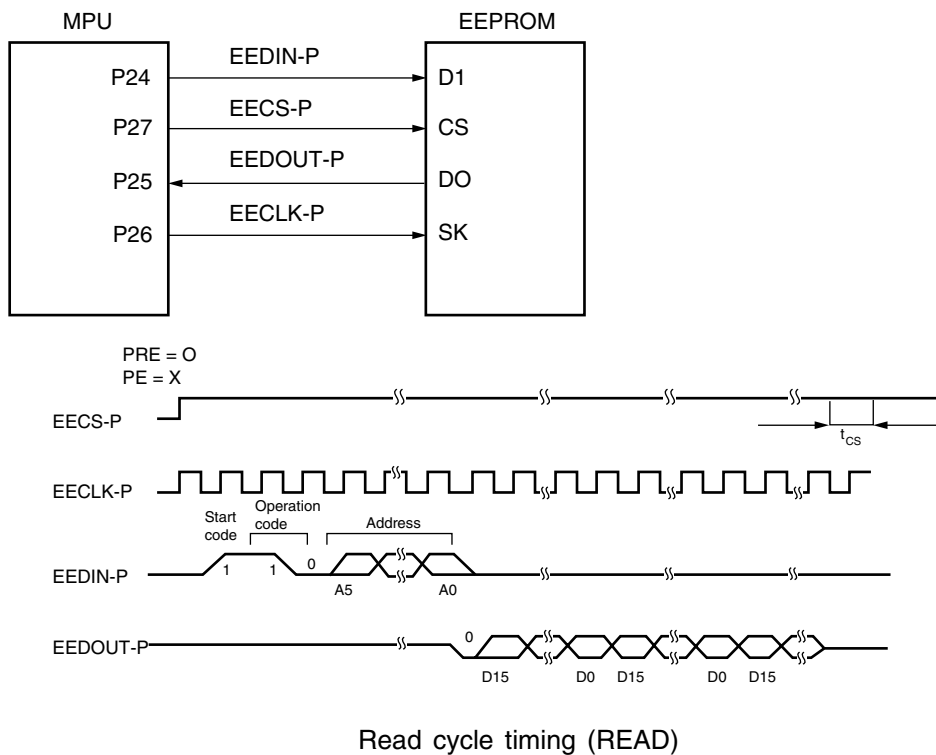 MPU EEPROM
P24 EEDIN-P D1
P27 EECS-P CS
P25 EEDOUT-P DO
P26 EECLK-P SK
PRE = O
PE = X
EECS-P
tCS
EECLK-P
Start code
Operation code
Address
EEDIN-P
1 1 0
A5 A0
EEDOUT-P
0
D15 D0 D15 D0 D15
Read cycle timing (READ)